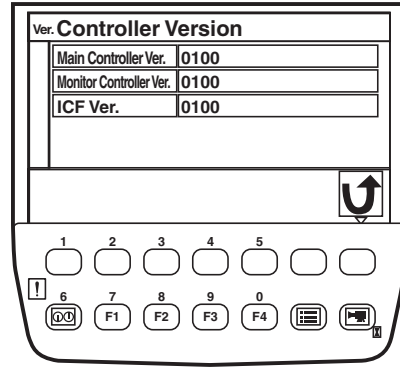 Ver. Controller Version
Main Controller Ver. 0100
Monitor Controller Ver. 0100
ICF Ver. 0100
1 2 3 4 5
!
6 7 8 9 0
F1 F2 F3 F4